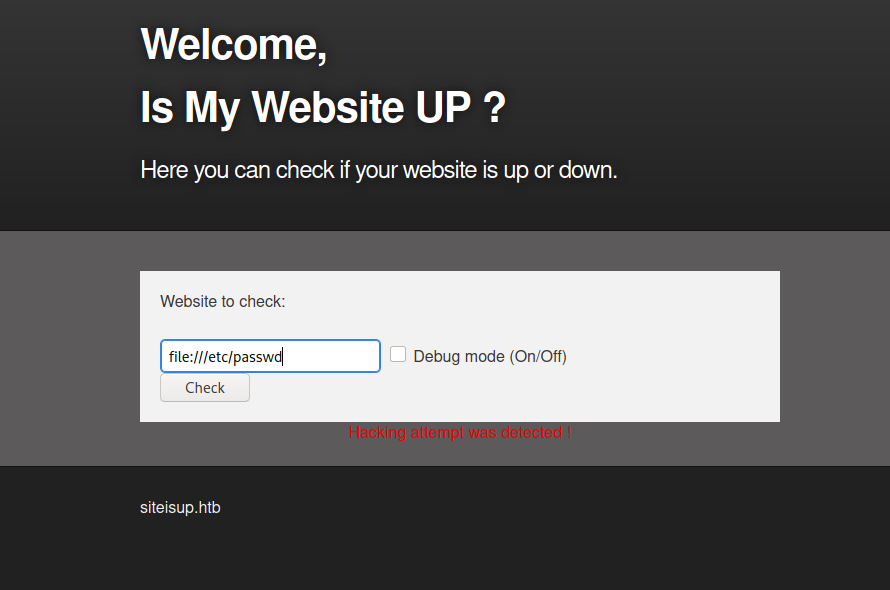 Welcome,
Is My Website UP ?
Here you can check if your website is up or down.
Website to check:
file:///etc/passwd
Debug mode (On/Off)
Check
Hacking attempt was detected !
siteisup.htb